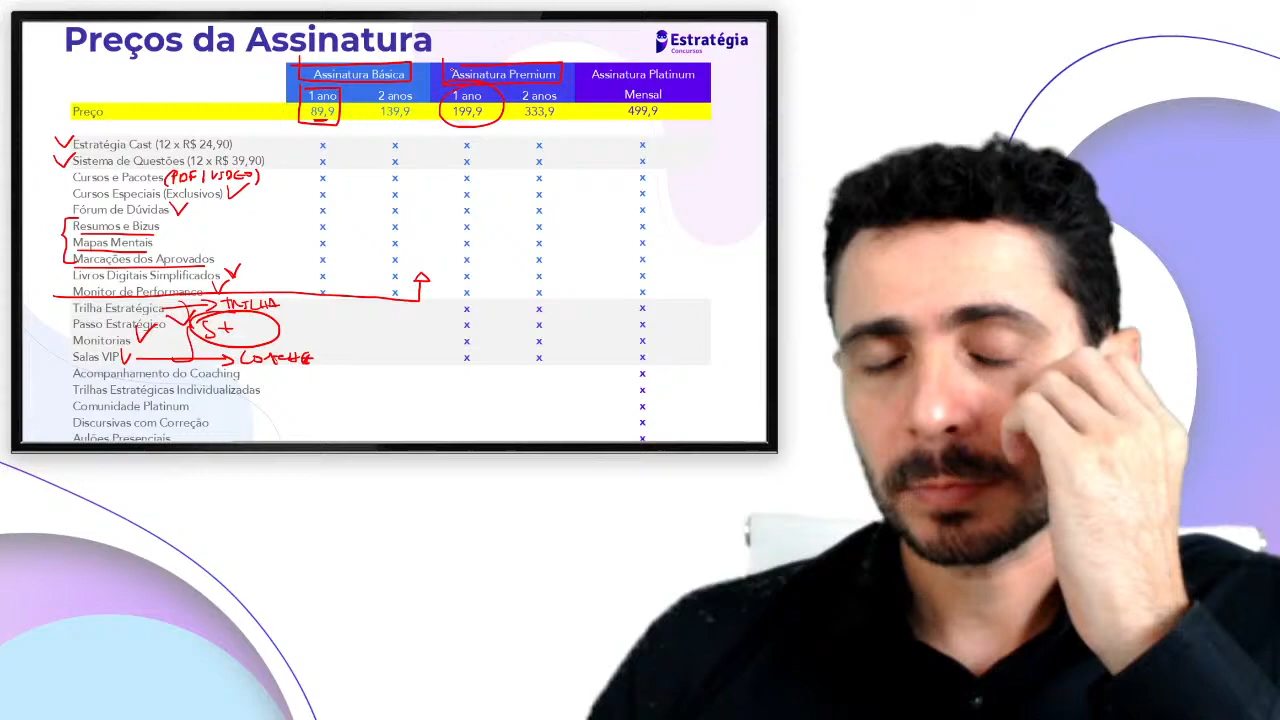 Preços da Assinatura
Estratégia
Concursos
Assinatura Básica Assinatura Premium Assinatura Platinum
1 ano 2 anos 1 ano 2 anos Mensal
Preço 89,9 139,9 199,9 333,9 499,9
Estratégia Cast (12 x R$ 24,90) x x x x x
Sistema de Questões (12 x R$ 39,90) x x x x x
Cursos e Pacotes (PDF / VÍDEO) x x x x x
Cursos Especiais (Exclusivos) x x x x x
Fórum de Dúvidas x x x x x
Resumos e Bizus x x x x x
Mapas Mentais x x x x x
Marcações dos Aprovados x x x x x
Livros Digitais Simplificados x x x x x
Monitor de Performance x x x x x
Trilha Estratégica TRILHA x x x
Passo Estratégico S+ x x x
Monitorias x x x
Salas VIP x x x
Acompanhamento do Coaching x
Trilhas Estratégicas Individualizadas x
Comunidade Platinum x
Discursivas com Correção x
Aulões Presenciais x